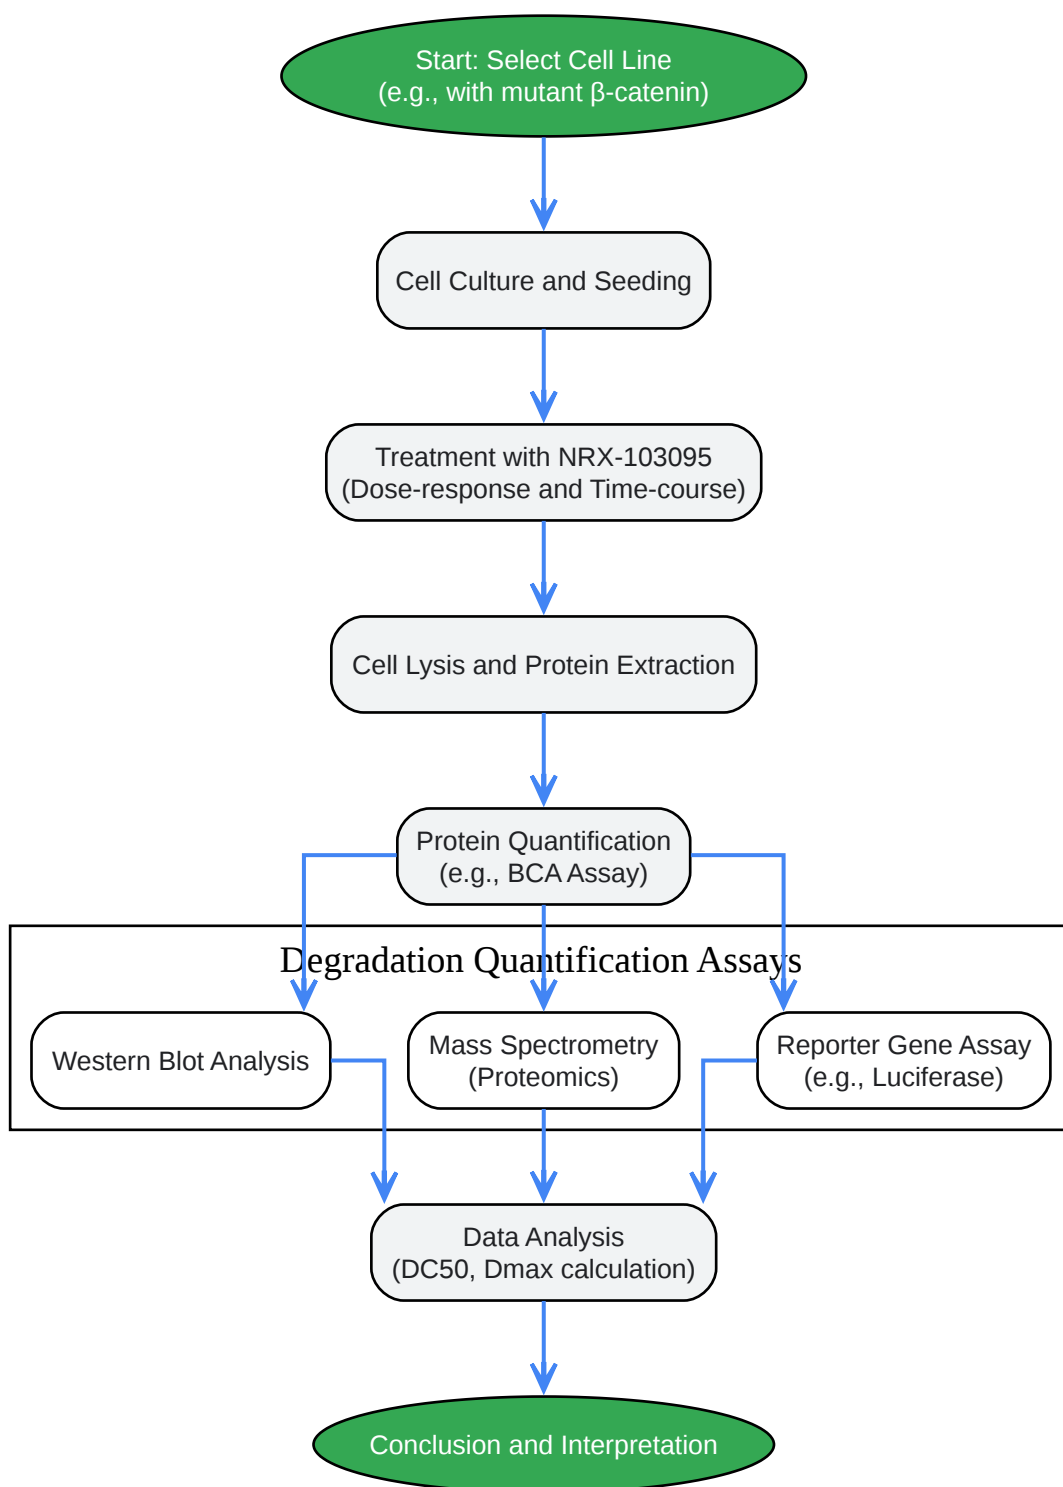 Start: Select Cell Line
(e.g., with mutant β-catenin)
Cell Culture and Seeding
Treatment with NRX-103095
(Dose-response and Time-course)
Cell Lysis and Protein Extraction
Protein Quantification
(e.g., BCA Assay)
Degradation Quantification Assays
Western Blot Analysis
Mass Spectrometry
(Proteomics)
Reporter Gene Assay
(e.g., Luciferase)
Data Analysis
(DC50, Dmax calculation)
Conclusion and Interpretation